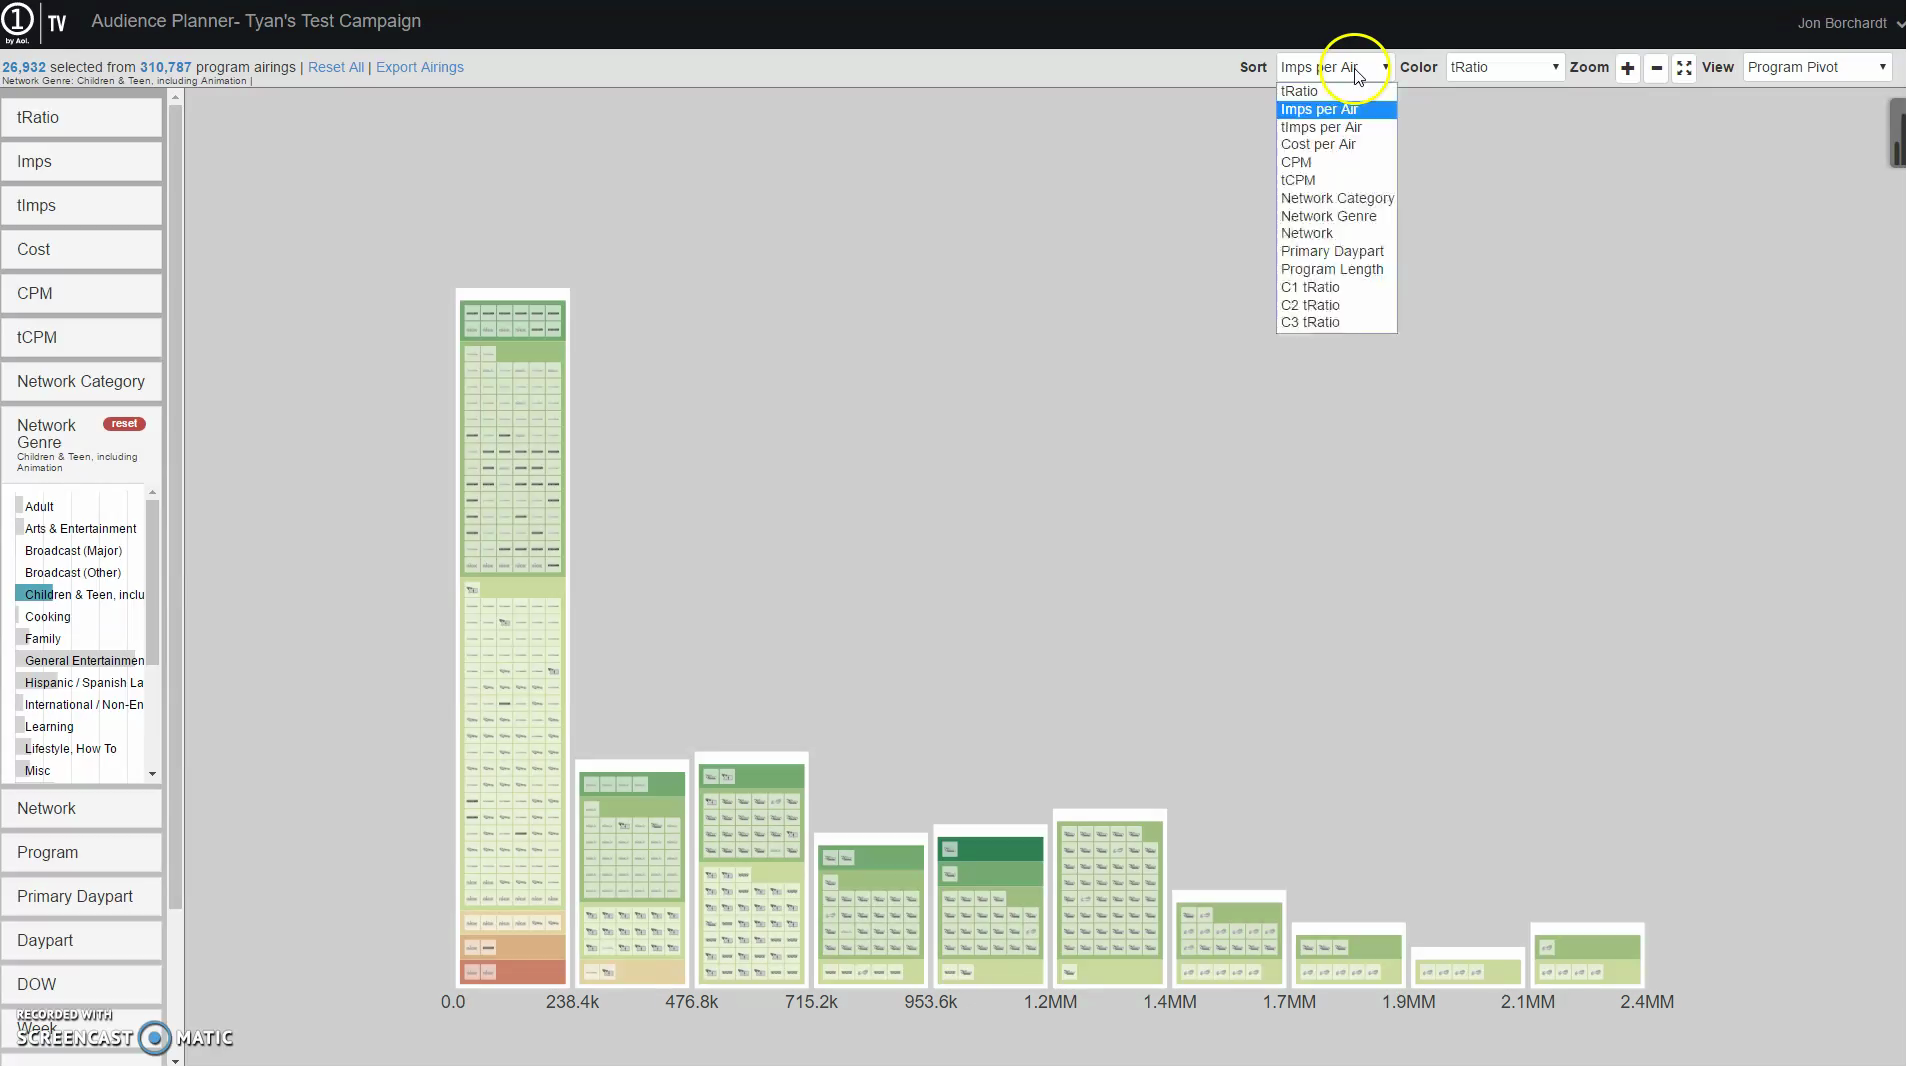 1 TV
by Aol.
Audience Planner- Tyan's Test Campaign
Jon Borchardt
26,932 selected from 310,787 program airings | Reset All | Export Airings
Network Genre: Children & Teen, including Animation |
Sort Imps per Air Color tRatio Zoom View Program Pivot
tRatio
Imps per Air
tImps per Air
Cost per Air
CPM
tCPM
Network Category
Network Genre
Network
Primary Daypart
Program Length
C1 tRatio
C2 tRatio
C3 tRatio
tRatio
Imps
tImps
Cost
CPM
tCPM
Network Category
Network Genre reset
Children & Teen, including
Animation
Adult
Arts & Entertainment
Broadcast (Major)
Broadcast (Other)
Children & Teen, inclu
Cooking
Family
General Entertainmen
Hispanic / Spanish La
International / Non-En
Learning
Lifestyle, How To
Misc
Network
Program
Primary Daypart
Daypart
DOW
Week
RECORDED WITH
SCREENCAST MATIC
0.0 238.4k 476.8k 715.2k 953.6k 1.2MM 1.4MM 1.7MM 1.9MM 2.1MM 2.4MM